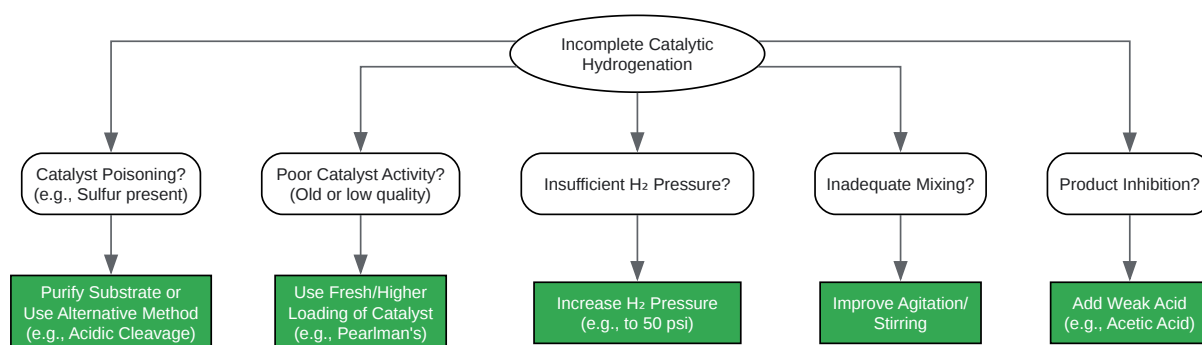 Incomplete Catalytic
Hydrogenation
Catalyst Poisoning?
(e.g., Sulfur present)
Poor Catalyst Activity?
(Old or low quality)
Insufficient H₂ Pressure?
Inadequate Mixing?
Product Inhibition?
Purify Substrate or
Use Alternative Method
(e.g., Acidic Cleavage)
Use Fresh/Higher
Loading of Catalyst
(e.g., Pearlman's)
Increase H₂ Pressure
(e.g., to 50 psi)
Improve Agitation/
Stirring
Add Weak Acid
(e.g., Acetic Acid)